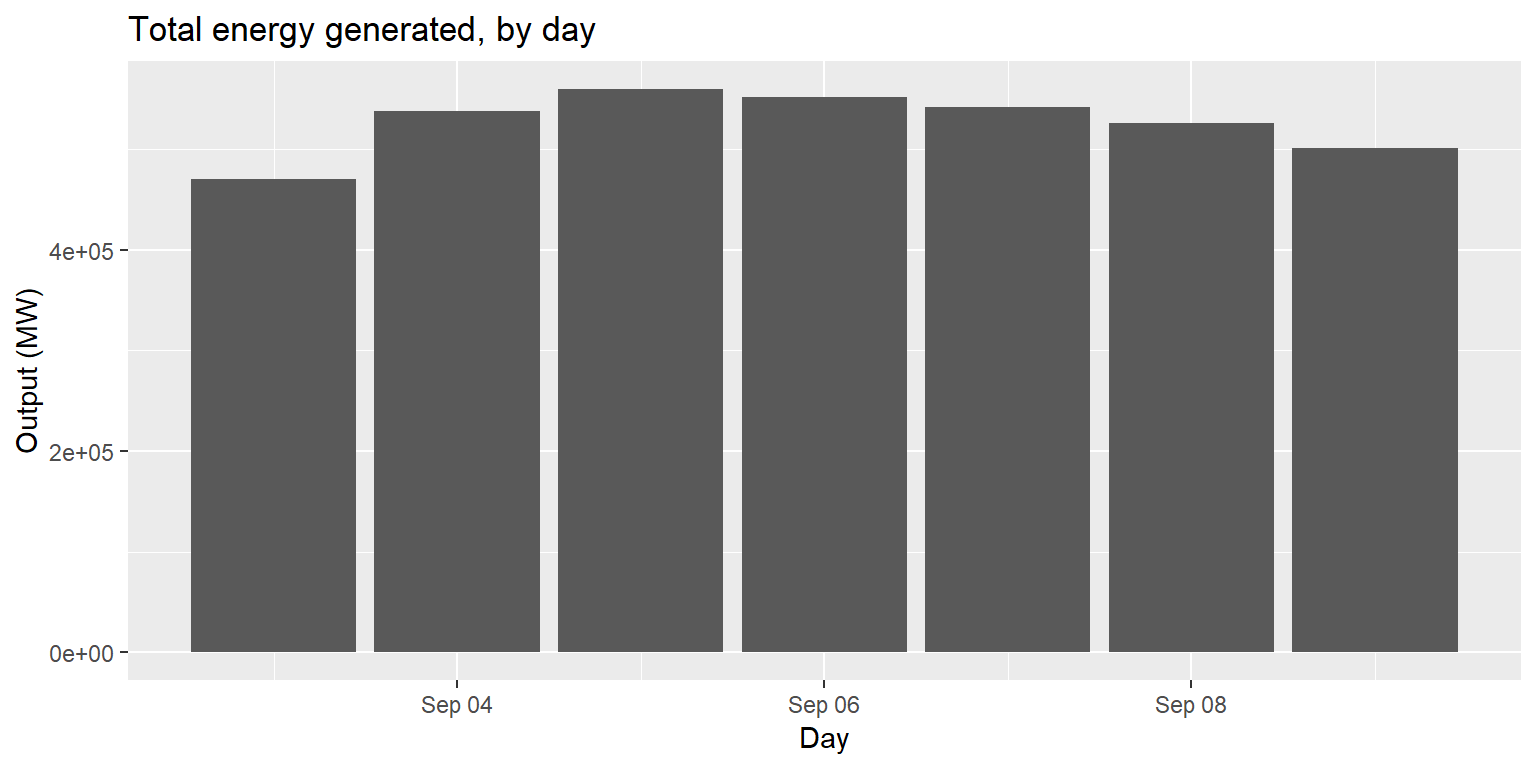 Total energy generated, by day
Output (MW)
4e+05
2e+05
0e+00
Sep 04
Sep 06
Sep 08
Day